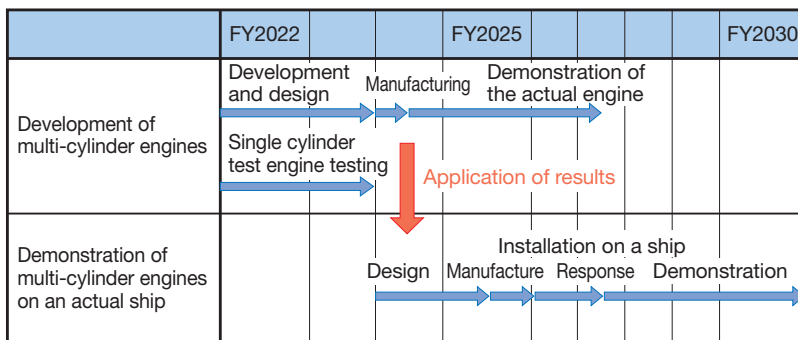 FY2022
FY2025
FY2030
Development of
multi-cylinder engines
Development
and design
Manufacturing
Demonstration of
the actual engine
Single cylinder
test engine testing
Application of results
Demonstration of
multi-cylinder engines
on an actual ship
Installation on a ship
Design
Manufacture
Response
Demonstration